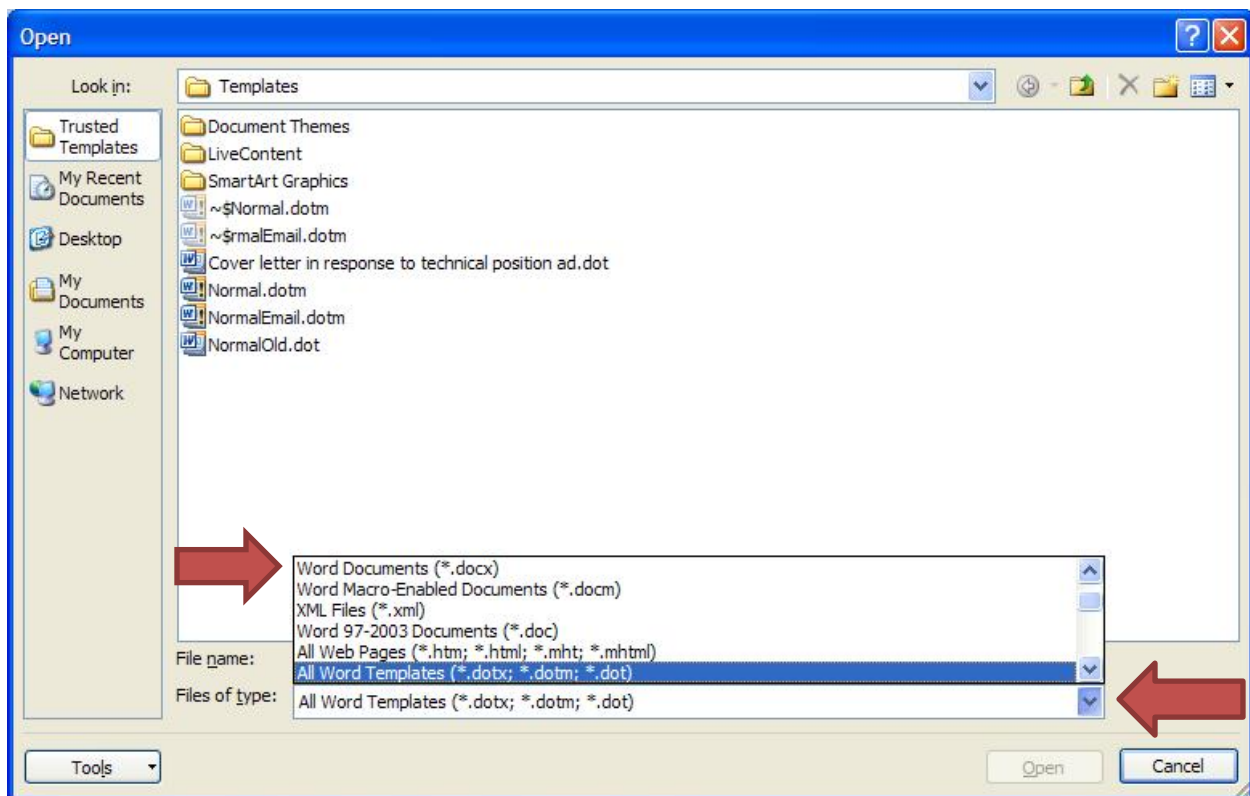 Open
Look in:
Templates
Trusted
Templates
My Recent
Documents
Desktop
My
Documents
My
Computer
Network
Document Themes
LiveContent
SmartArt Graphics
~$Normal.dotm
~$rmalEmail.dotm
Cover letter in response to technical position ad.dot
Normal.dotm
NormalEmail.dotm
NormalOld.dot
Word Documents (*.docx)
Word Macro-Enabled Documents (*.docm)
XML Files (*.xml)
Word 97-2003 Documents (*.doc)
All Web Pages (*.htm; *.html; *.mht; *.mhtml)
All Word Templates (*.dotx; *.dotm; *.dot)
File name:
Files of type:
All Word Templates (*.dotx; *.dotm; *.dot)
Tools
Open
Cancel